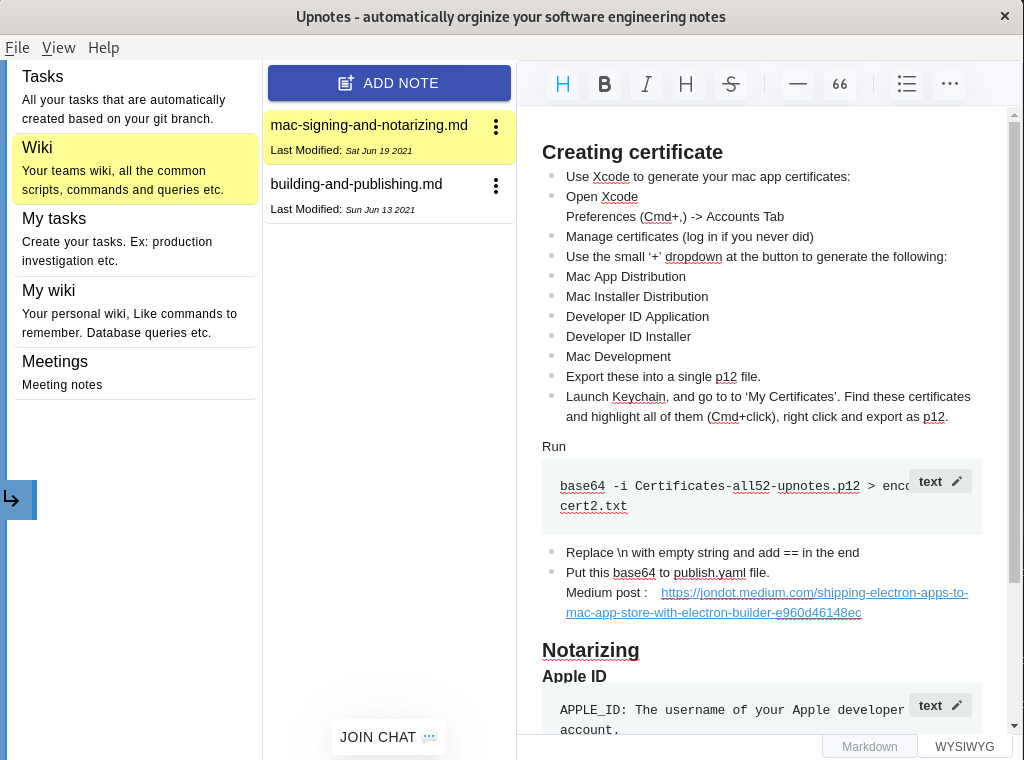 Upnotes - automatically orginize your software engineering notes
File View Help
Tasks
All your tasks that are automatically
created based on your git branch.
Wiki
Your teams wiki, all the common
scripts, commands and queries etc.
My tasks
Create your tasks. Ex: production
investigation etc.
My wiki
Your personal wiki, Like commands to
remember. Database queries etc.
Meetings
Meeting notes
ADD NOTE
mac-signing-and-notarizing.md
Last Modified: Sat Jun 19 2021
building-and-publishing.md
Last Modified: Sun Jun 13 2021
JOIN CHAT
H B I H S — 66
Creating certificate
Use Xcode to generate your mac app certificates:
Open Xcode
Preferences (Cmd+,) -> Accounts Tab
Manage certificates (log in if you never did)
Use the small ‘+’ dropdown at the button to generate the following:
Mac App Distribution
Mac Installer Distribution
Developer ID Application
Developer ID Installer
Mac Development
Export these into a single p12 file.
Launch Keychain, and go to to ‘My Certificates’. Find these certificates
and highlight all of them (Cmd+click), right click and export as p12.
Run
text
base64 -i Certificates-all52-upnotes.p12 > enc
cert2.txt
Replace \n with empty string and add == in the end
Put this base64 to publish.yaml file.
Medium post : https://jondot.medium.com/shipping-electron-apps-to-
mac-app-store-with-electron-builder-e960d46148ec
Notarizing
Apple ID
text
APPLE_ID: The username of your Apple developer
account.
Markdown WYSIWYG